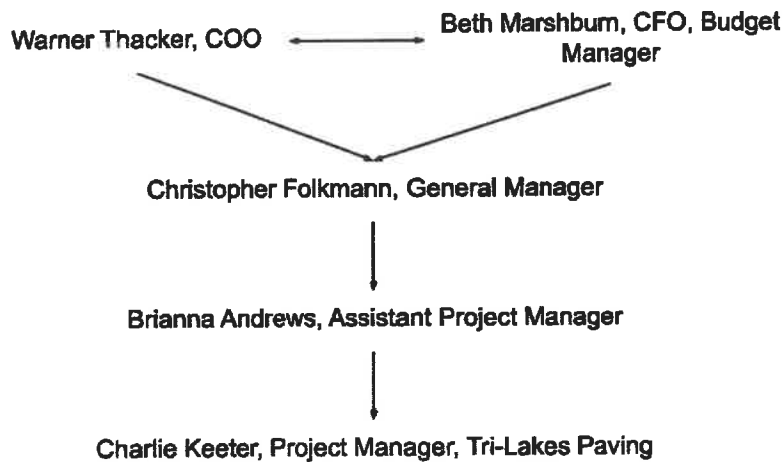 Warner Thacker, COO
Beth Marshburn, CFO, Budget
Manager
Christopher Folkmann, General Manager
Brianna Andrews, Assistant Project Manager
Charlie Keeter, Project Manager, Tri-Lakes Paving